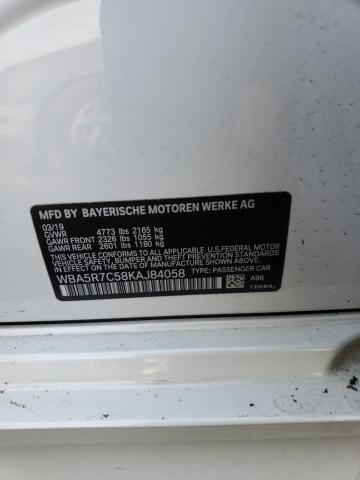 MFD BY BAYERISCHE MOTOREN WERKE AG
03/19
GVWR 4773 lbs 2165 kg
GAWR FRONT 2326 lbs 1055 kg
GAWR REAR 2601 lbs 1180 kg
THIS VEHICLE CONFORMS TO ALL APPLICABLE U.S.FEDERAL MOTOR
VEHICLE SAFETY, BUMPER, AND THEFT PREVENTION STANDARDS
IN EFFECT ON THE DATE OF MANUFACTURE SHOWN ABOVE.
WBA5R7C58KAJ84058 TYPE: PASSENGER CAR
A96